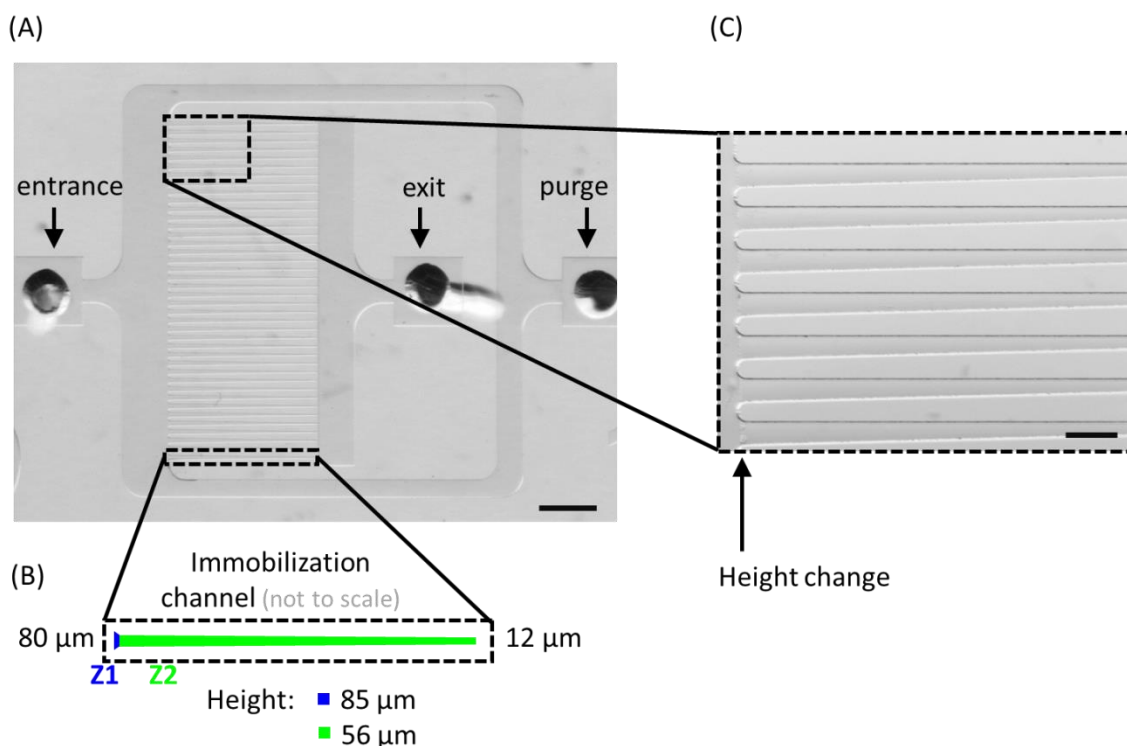 (A)
(C)
entrance
exit
purge
Height change
(B)
Immobilization
channel (not to scale)
80 µm
12 µm
Z1
Z2
Height:
85 µm
56 µm